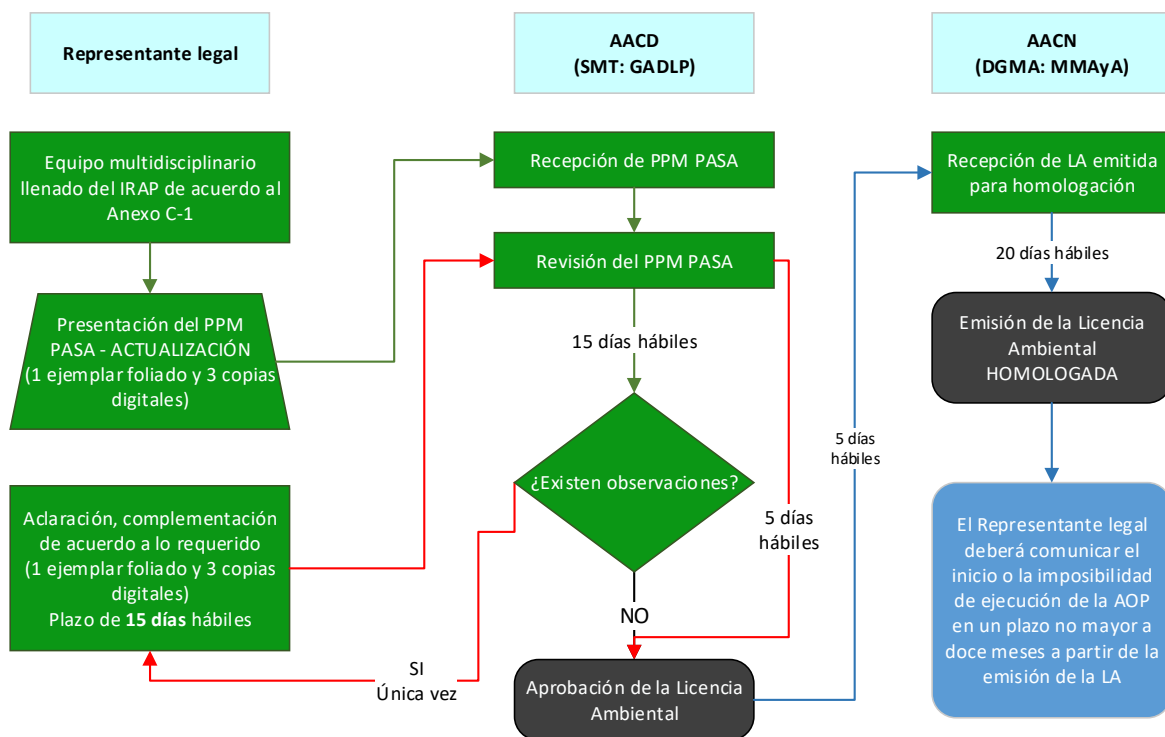 Representante legal
AACD
(SMT: GADLP)
AACN
(DGMA: MMAyA)
Equipo multidisciplinario
llenado del IRAP de acuerdo al
Anexo C-1
Presentación del PPM
PASA - ACTUALIZACIÓN
(1 ejemplar foliado y 3 copias
digitales)
Aclaración, complementación
de acuerdo a lo requerido
(1 ejemplar foliado y 3 copias
digitales)
Plazo de 15 días hábiles
SI
Única vez
Recepción de PPM PASA
Revisión del PPM PASA
15 días hábiles
¿Existen observaciones?
5 días
hábiles
NO
Aprobación de la Licencia
Ambiental
5 días
hábiles
Recepción de LA emitida
para homologación
20 días hábiles
Emisión de la Licencia
Ambiental
HOMOLOGADA
El Representante legal
deberá comunicar el
inicio o la imposibilidad
de ejecución de la AOP
en un plazo no mayor a
doce meses a partir de la
emisión de la LA